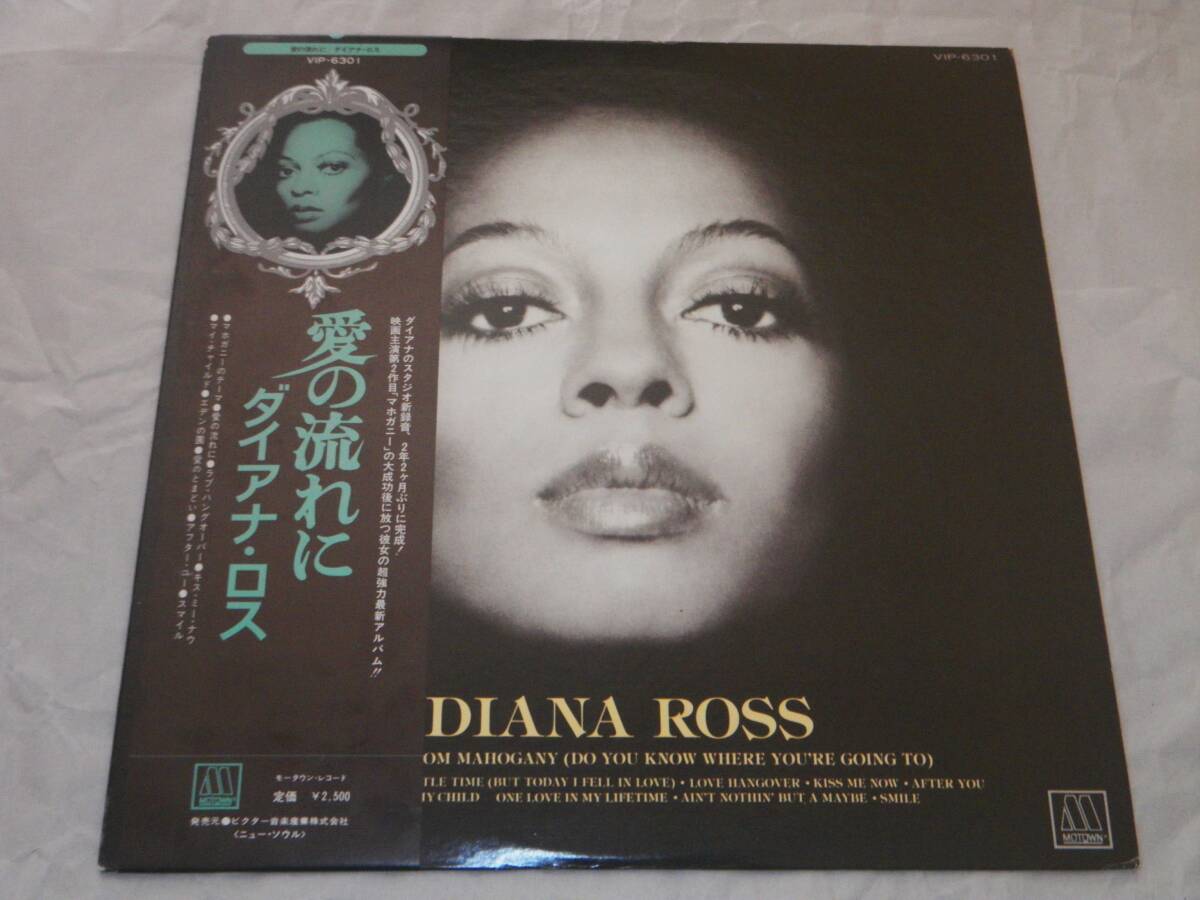 愛の流れに/ダイアナ・ロス
VIP-6301
ダイアナのスタジオ新録音、2年2ヶ月ぶりに完成!
映画主演第2作目「マホガニー」の大成功後に放つ彼女の超強力最新アルバム!!
愛の流れに
ダイアナ・ロス
●マホガニーのテーマ●愛の流れに●ラブ・ハングオーバー●キス・ミー・ナウ
●マイ・チャイルド●エデンの園●愛のとまどい●アフター・ユー●スマイル
MOTOWN
モータウン・レコード
定価 ¥2,500
発売元●ビクター音楽産業株式会社
〈ニュー・ソウル〉
VIP-6301
DIANA ROSS
OM MAHOGANY (DO YOU KNOW WHERE YOU'RE GOING TO)
TLE TIME (BUT TODAY I FELL IN LOVE)・LOVE HANGOVER・KISS ME NOW・AFTER YOU
Y CHILD ONE LOVE IN MY LIFETIME・AIN'T NOTHIN' BUT A MAYBE・SMILE
MOTOWN